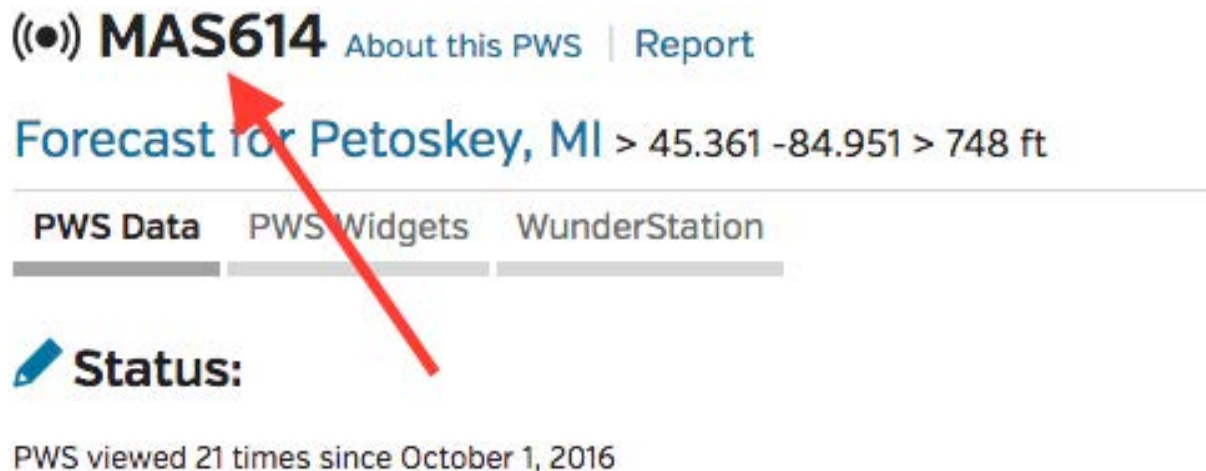 MAS614 About this PWS | Report
Forecast for Petoskey, MI > 45.361 -84.951 > 748 ft
PWS Data PWS Widgets WunderStation
Status:
PWS viewed 21 times since October 1, 2016